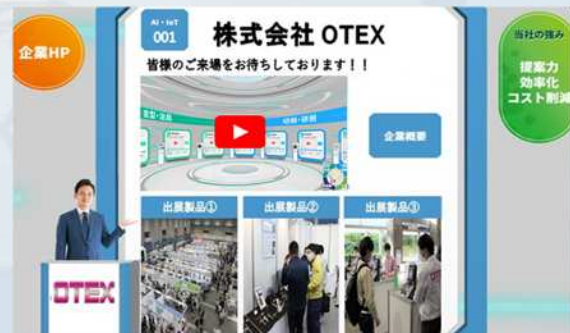 企業HP
AI・IoT
001
株式会社 OTEX
皆様のご来場をお待ちしております！！
当社の強み
提案力
効率化
コスト削減
企業概要
出展製品①
出展製品②
出展製品③
OTEX